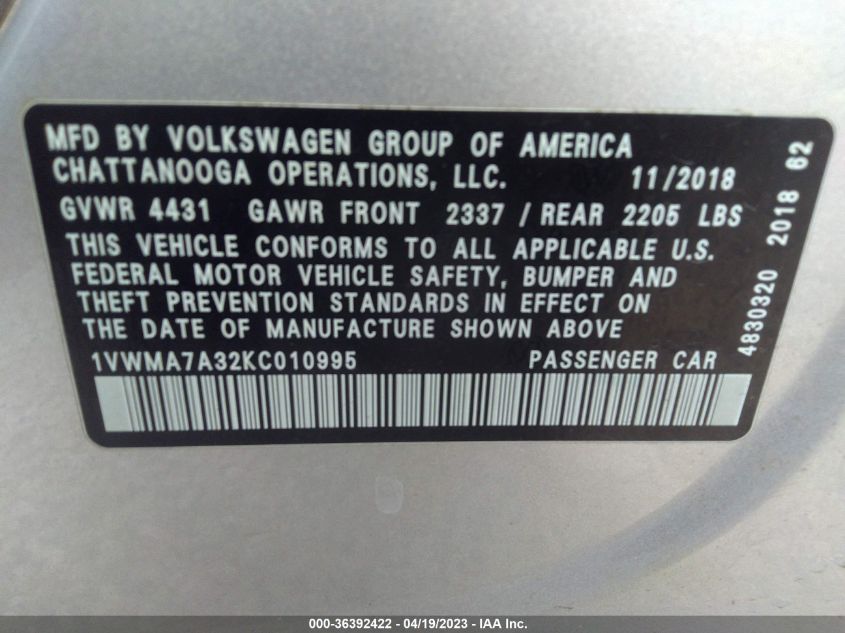 MFD BY VOLKSWAGEN GROUP OF AMERICA
CHATTANOOGA OPERATIONS, LLC. 11/2018
GVWR 4431 GAWR FRONT 2337 / REAR 2205 LBS
THIS VEHICLE CONFORMS TO ALL APPLICABLE U.S.
FEDERAL MOTOR VEHICLE SAFETY, BUMPER AND
THEFT PREVENTION STANDARDS IN EFFECT ON
THE DATE OF MANUFACTURE SHOWN ABOVE
1VWMA7A32KC010995 PASSENGER CAR
4830320 2018 62
000-36392422 - 04/19/2023 - IAAI.com